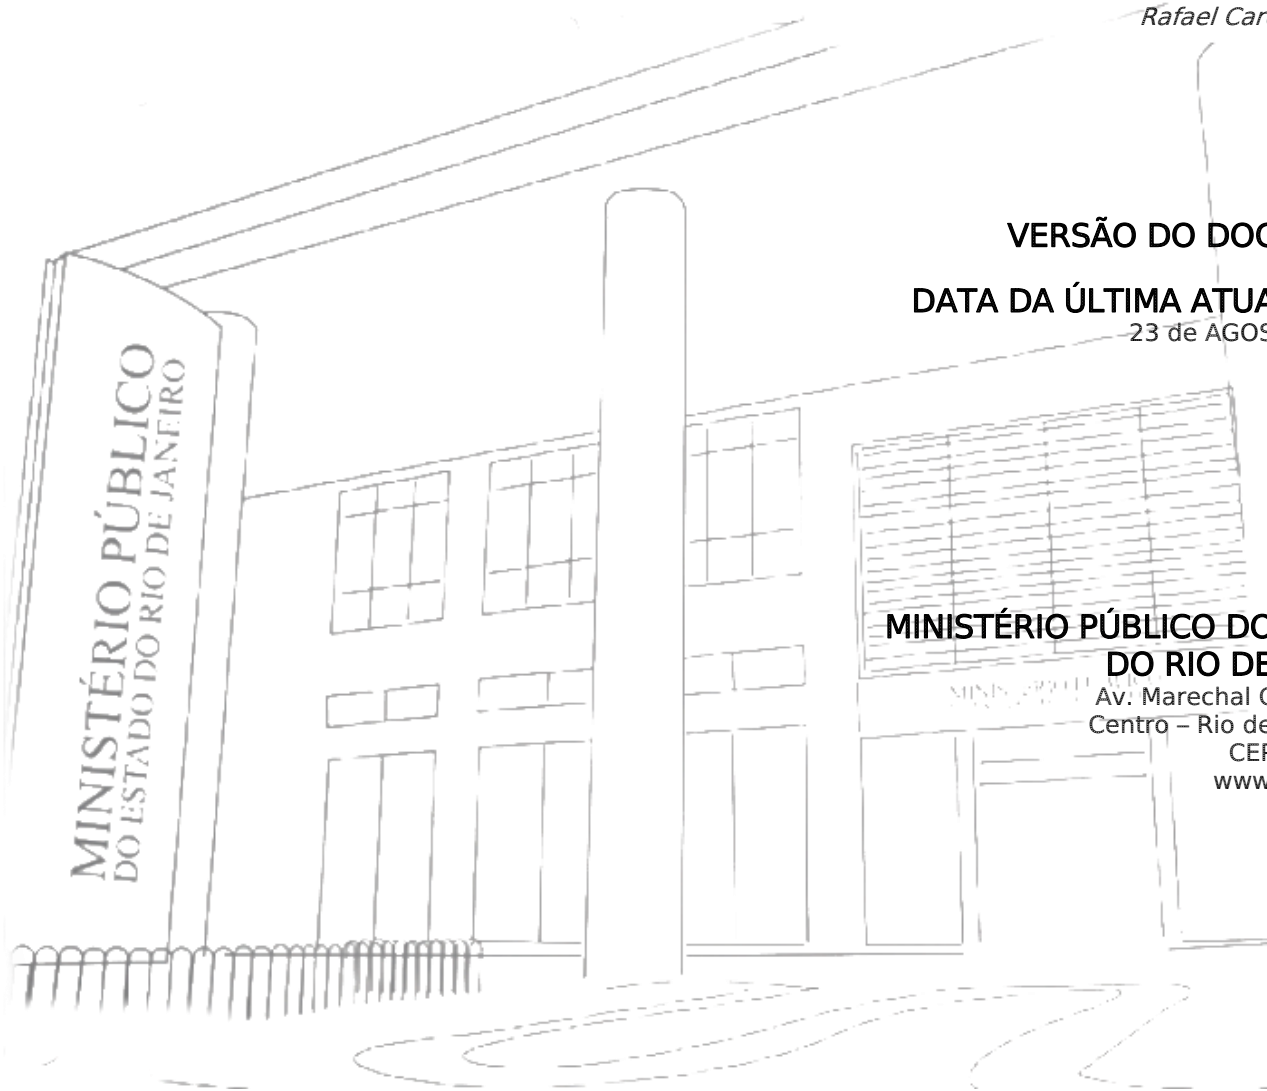 Rafael Car
VERSÃO DO DOC
DATA DA ÚLTIMA ATUA
23 de AGOS
MINISTÉRIO PÚBLICO
DO ESTADO DO RIO DE JANEIRO
MINISTÉRIO PÚBLICO DO
DO RIO DE
Av. Marechal C
Centro – Rio de
CEP
www